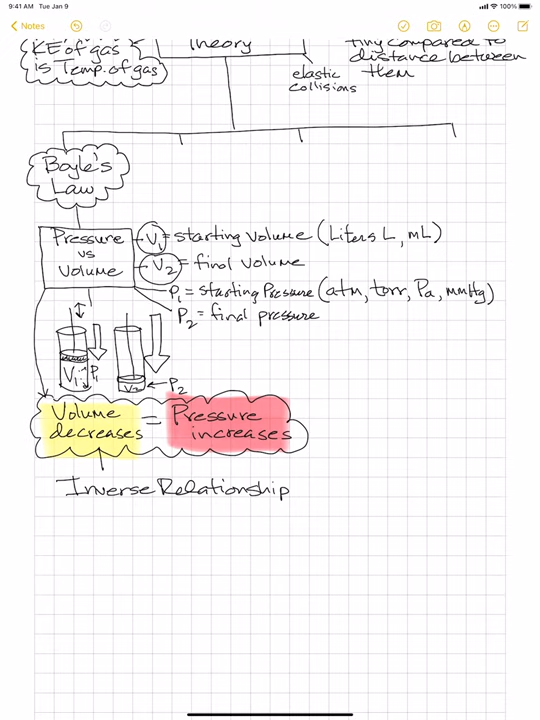 9:41 AM Tue Jan 9
100%
Notes
KE of gas
is Temp. of gas
Theory
elastic
collisions
tiny compared to
distance between
them
Boyle's
Law
Pressure
vs
Volume
V₁ = starting Volume (Liters L, mL)
V₂ = final volume
P₁ = starting Pressure (atm, torr, Pa, mmHg)
P₂ = final pressure
V₁
P₁
V₂
P₂
Volume
decreases
=
Pressure
increases
Inverse Relationship